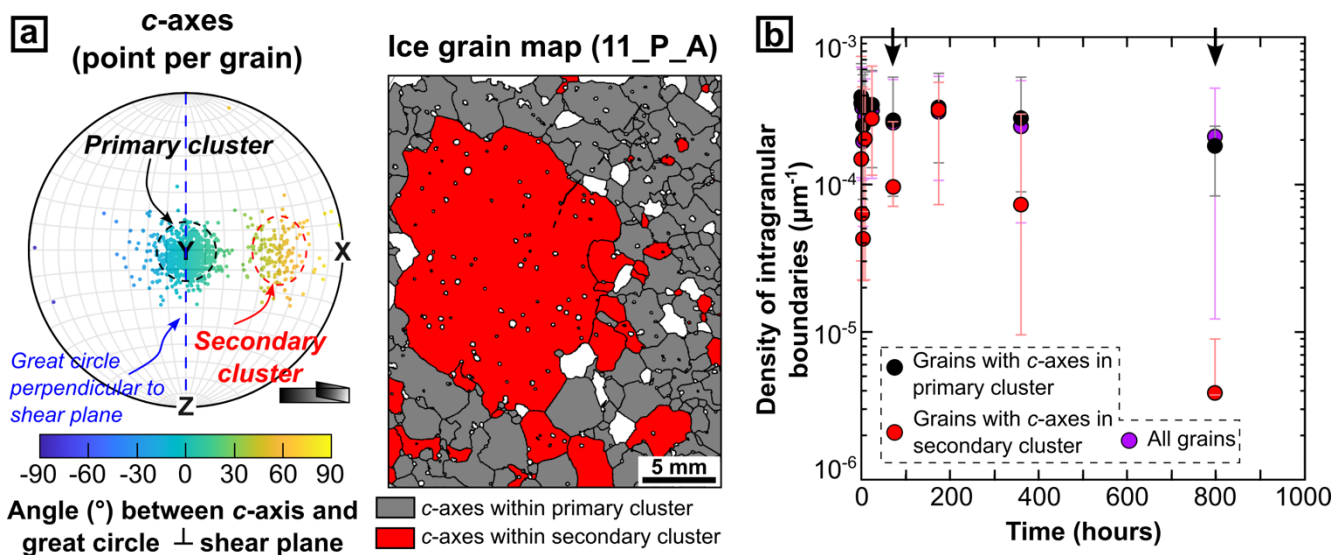 a
c-axes
(point per grain)
Primary cluster
Y
X
Z
Great circle
perpendicular to
shear plane
Secondary
cluster
-90 -60 -30 0 30 60 90
Angle (°) between c-axis and
great circle ⊥ shear plane
Ice grain map (11_P_A)
5 mm
c-axes within primary cluster
c-axes within secondary cluster
b
Density of intragranular
boundaries (μm⁻¹)
10⁻³
10⁻⁴
10⁻⁵
10⁻⁶
Grains with c-axes in
primary cluster
Grains with c-axes in
secondary cluster
All grains
0 200 400 600 800 1000
Time (hours)